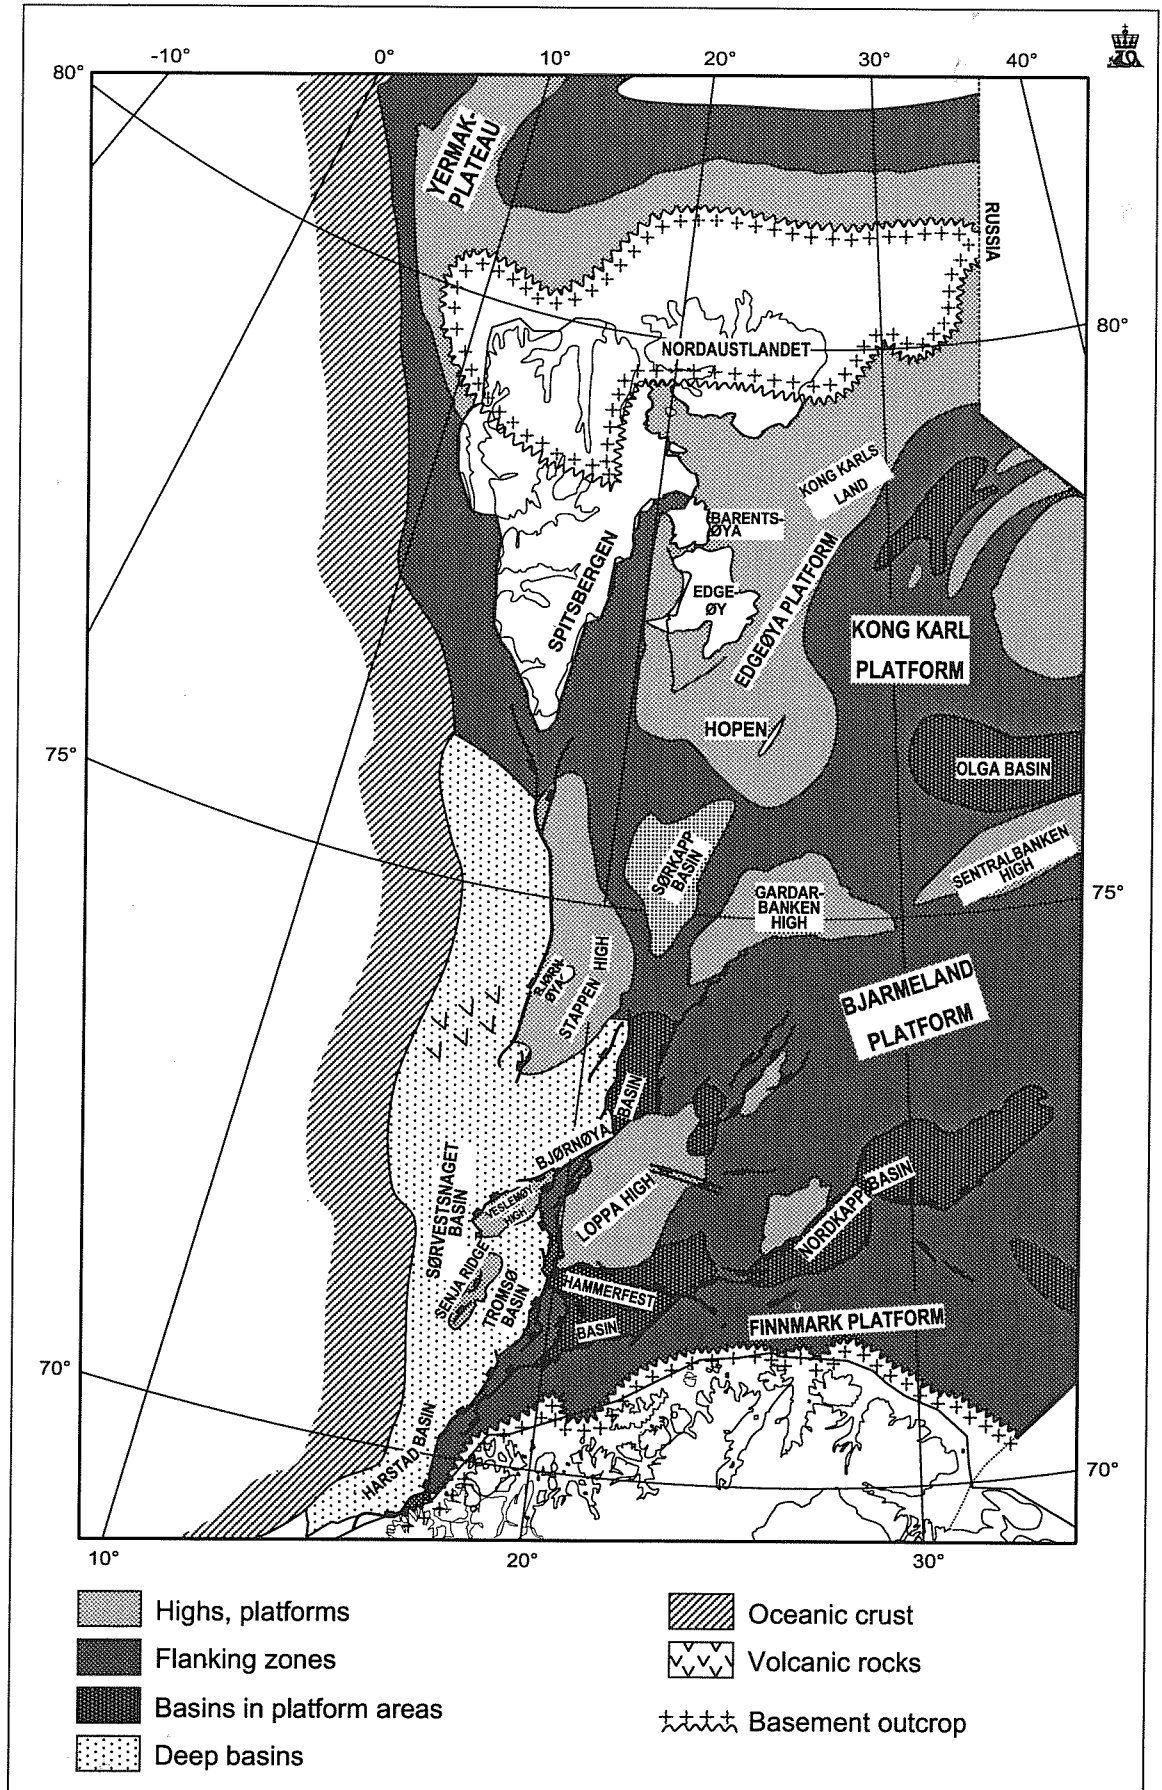 -10°
0°
10°
20°
30°
40°
80°
YERMAK-
PLATEAU
RUSSIA
80°
NORDAUSTLANDET
KONG KARLS
LAND
BARENTS-
ØYA
SPITSBERGEN
EDGE-
ØY
EDGEØYA PLATFORM
KONG KARL
PLATFORM
HOPEN
75°
OLGA BASIN
SENTRALBANKEN
HIGH
SØRKAPP
BASIN
GARDAR-
BANKEN
HIGH
75°
BJØRN-
ØYA
STAPPEN HIGH
BJARMELAND
PLATFORM
BJØRNØYA BASIN
SØRVESTSNAGET
BASIN
VESLEMØY
HIGH
LOPPA HIGH
NORDKAPP BASIN
SENJA RIDGE
TROMSØ
BASIN
HAMMERFEST
BASIN
FINNMARK PLATFORM
70°
HARSTAD BASIN
70°
10°
20°
30°
Highs, platforms
Flanking zones
Basins in platform areas
Deep basins
Oceanic crust
Volcanic rocks
Basement outcrop